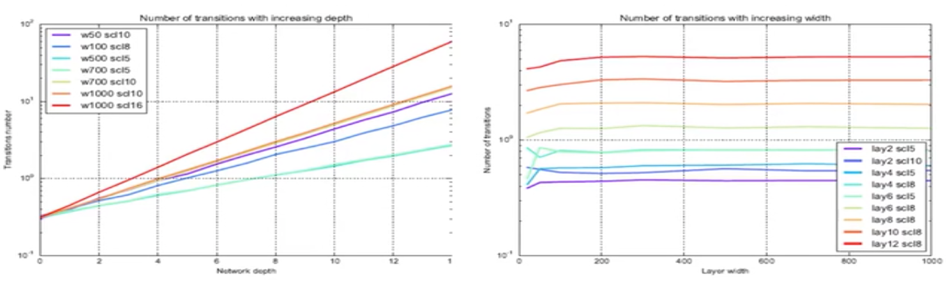 Number of transitions with increasing depth
Transitions number
10²
10¹
10⁰
10⁻¹
w50 scl10
w100 scl8
w500 scl5
w700 scl5
w700 scl10
w1000 scl10
w1000 scl16
0 2 4 6 8 10 12 1
Network depth
Number of transitions with increasing width
Number of transitions
10¹
10⁰
10⁻¹
lay2 scl5
lay2 scl10
lay4 scl5
lay4 scl8
lay6 scl5
lay6 scl8
lay8 scl8
lay10 scl8
lay12 scl8
0 200 400 600 800 1000
Layer width